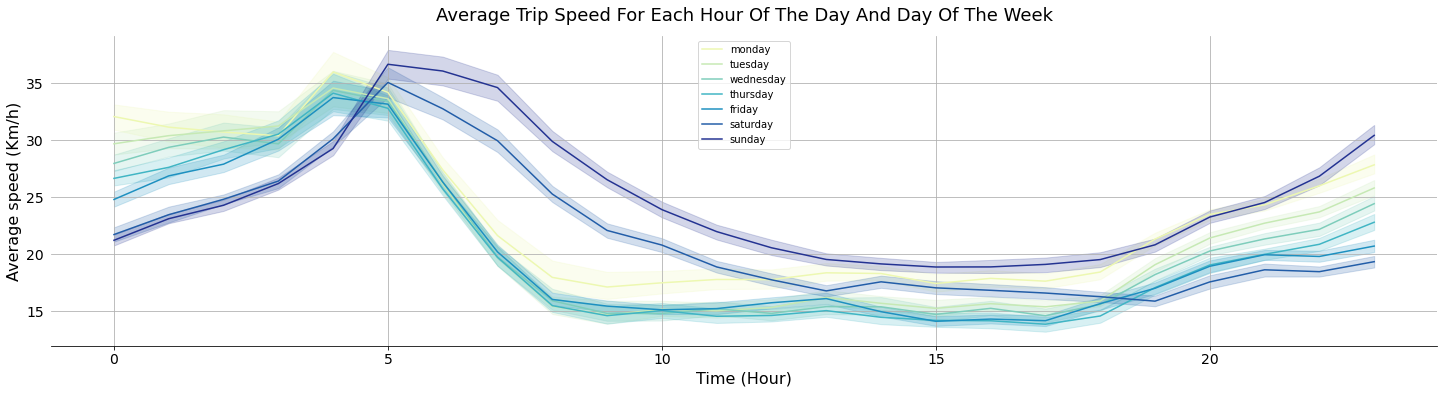 Average Trip Speed For Each Hour Of The Day And Day Of The Week
Average speed (Km/h)
35
30
25
20
15
monday
tuesday
wednesday
thursday
friday
saturday
sunday
0
5
10
15
20
Time (Hour)